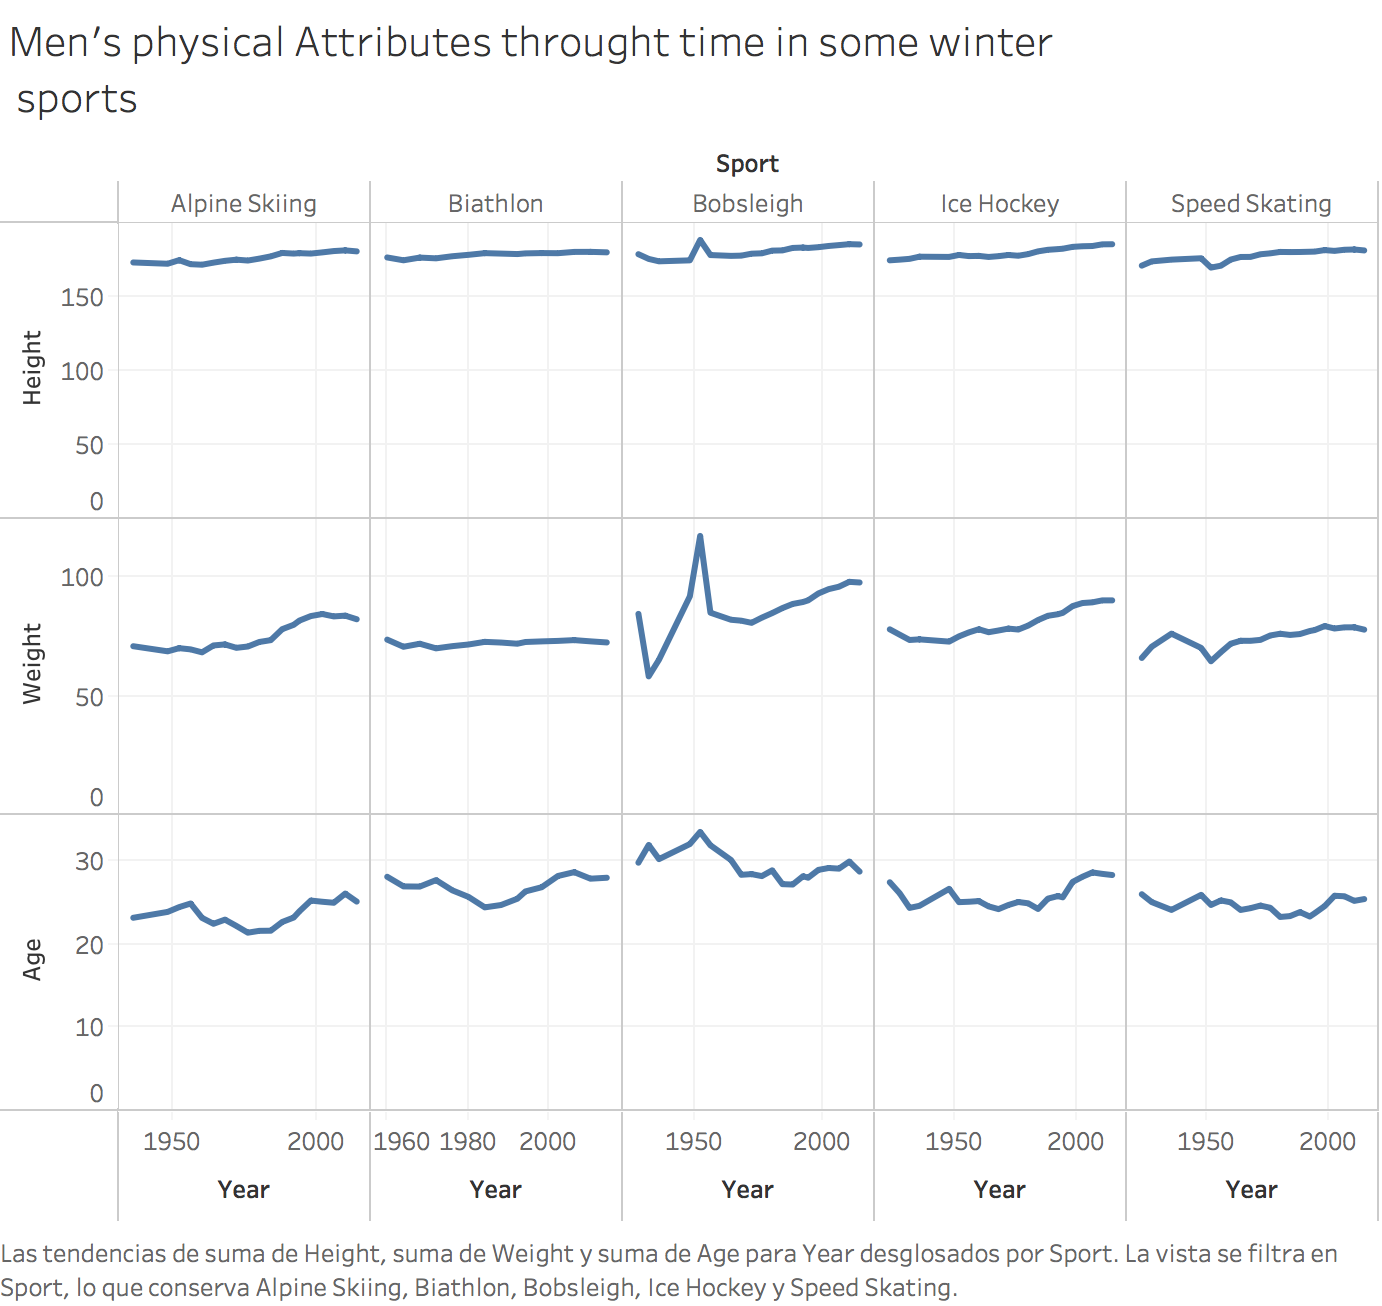 Men's physical Attributes throught time in some winter
sports
Sport
Alpine Skiing
Biathlon
Bobsleigh
Ice Hockey
Speed Skating
Height
150
100
50
0
Weight
100
50
0
Age
30
20
10
0
1950 2000
1960 1980 2000
1950 2000
1950 2000
1950 2000
Year
Year
Year
Year
Year
Las tendencias de suma de Height, suma de Weight y suma de Age para Year desglosados por Sport. La vista se filtra en
Sport, lo que conserva Alpine Skiing, Biathlon, Bobsleigh, Ice Hockey y Speed Skating.